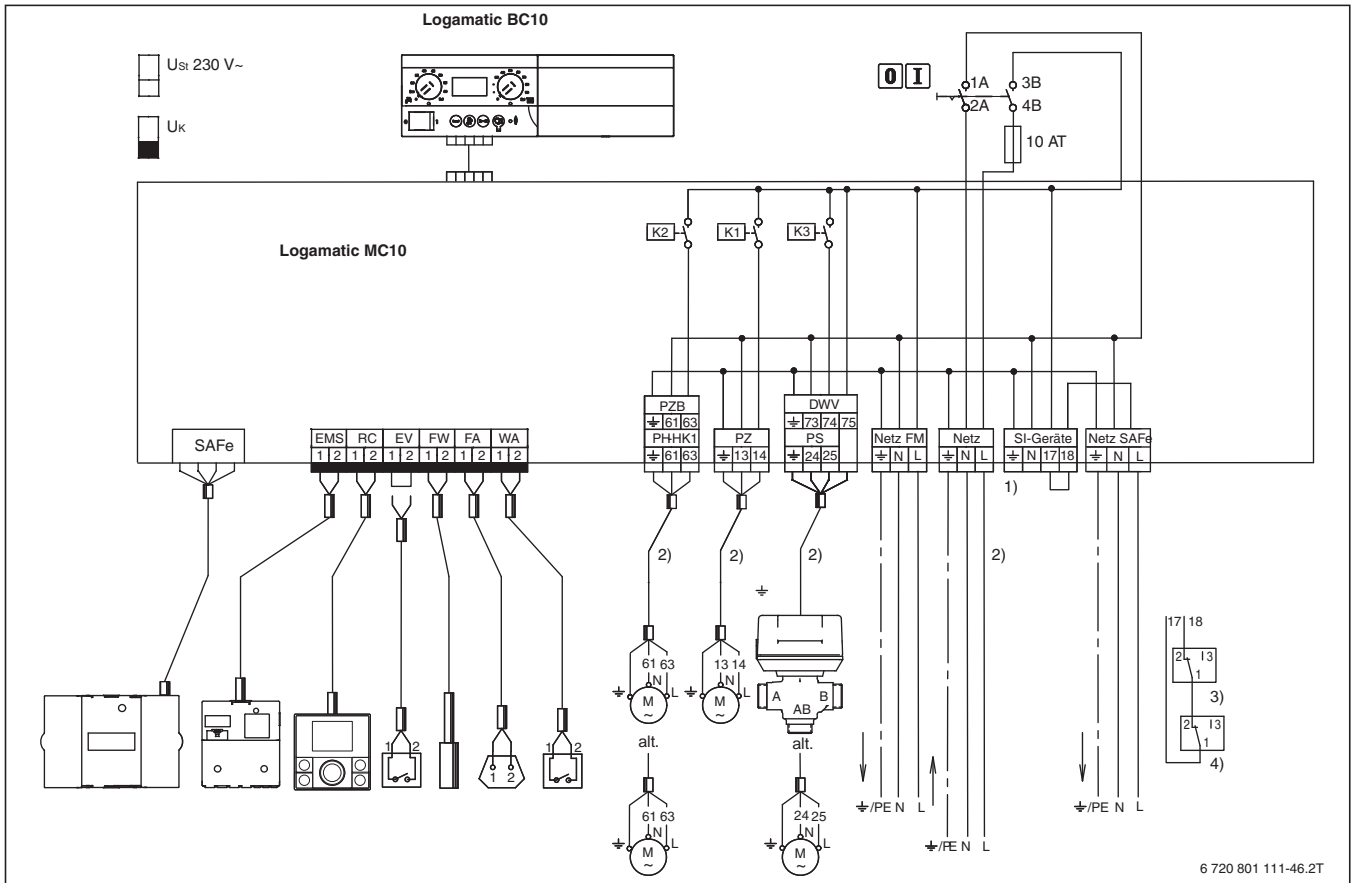 Logamatic BC10
USt 230 V~
UK
0 I
1A 3B
2A 4B
10 AT
K2 K1 K3
Logamatic MC10
PZB
61 63
PH-HK1
61 63
PZ
13 14
DWV
73 74 75
PS
24 25
Netz FM
N L
Netz
N L
SI-Geräte
N 17 18
Netz SAFe
N L
SAFe
EMS RC EV FW FA WA
1 2 1 2 1 2 1 2 1 2 1 2
1)
2) 2) 2) 2)
17 18
2 3
1
3)
2 3
1
4)
61 63
N L
M
~
13 14
N L
M
~
A B
AB
alt. alt.
1 2
1 2
1 2
61 63
N L
M
~
24 25
N L
M
~
/PE N L
/PE N L
/PE N L
6 720 801 111-46.2T